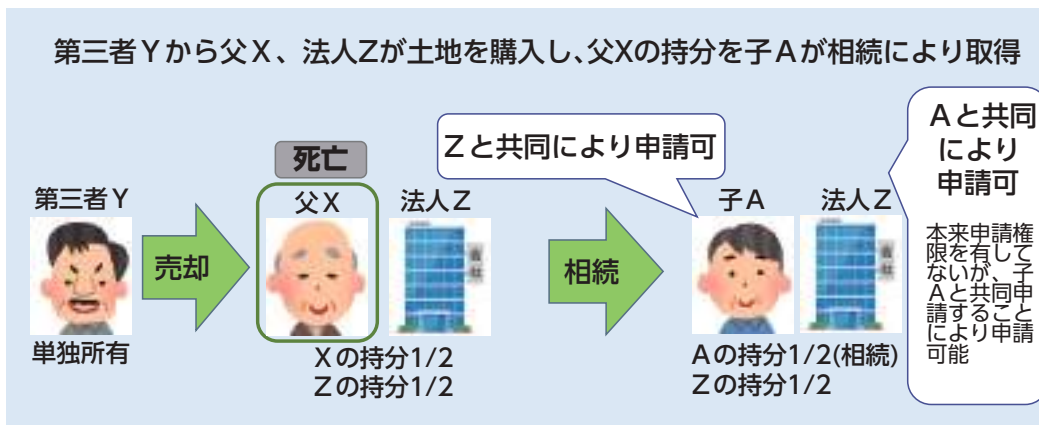 第三者Yから父X、法人Zが土地を購入し、父Xの持分を子Aが相続により取得
死亡
第三者Y
父X
法人Z
売却
単独所有
Xの持分1/2
Zの持分1/2
相続
Zと共同により申請可
子A
法人Z
Aの持分1/2(相続)
Zの持分1/2
Aと共同
により
申請可
本来申請権
限を有して
ないが、子
Aと共同申
請すること
により申請
可能